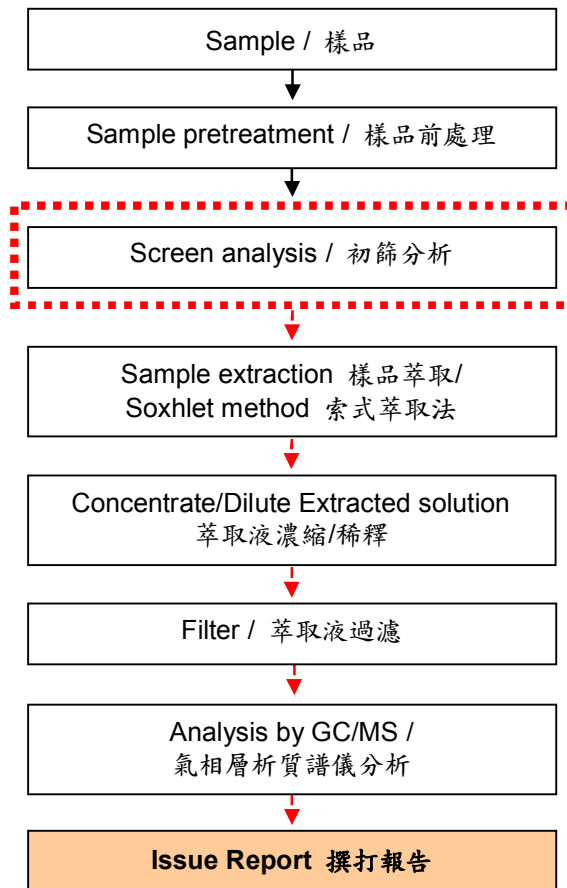 Sample / 樣品
Sample pretreatment / 樣品前處理
Screen analysis / 初篩分析
Sample extraction 樣品萃取/
Soxhlet method 索式萃取法
Concentrate/Dilute Extracted solution
萃取液濃縮/稀釋
Filter / 萃取液過濾
Analysis by GC/MS /
氣相層析質譜儀分析
Issue Report 撰打報告